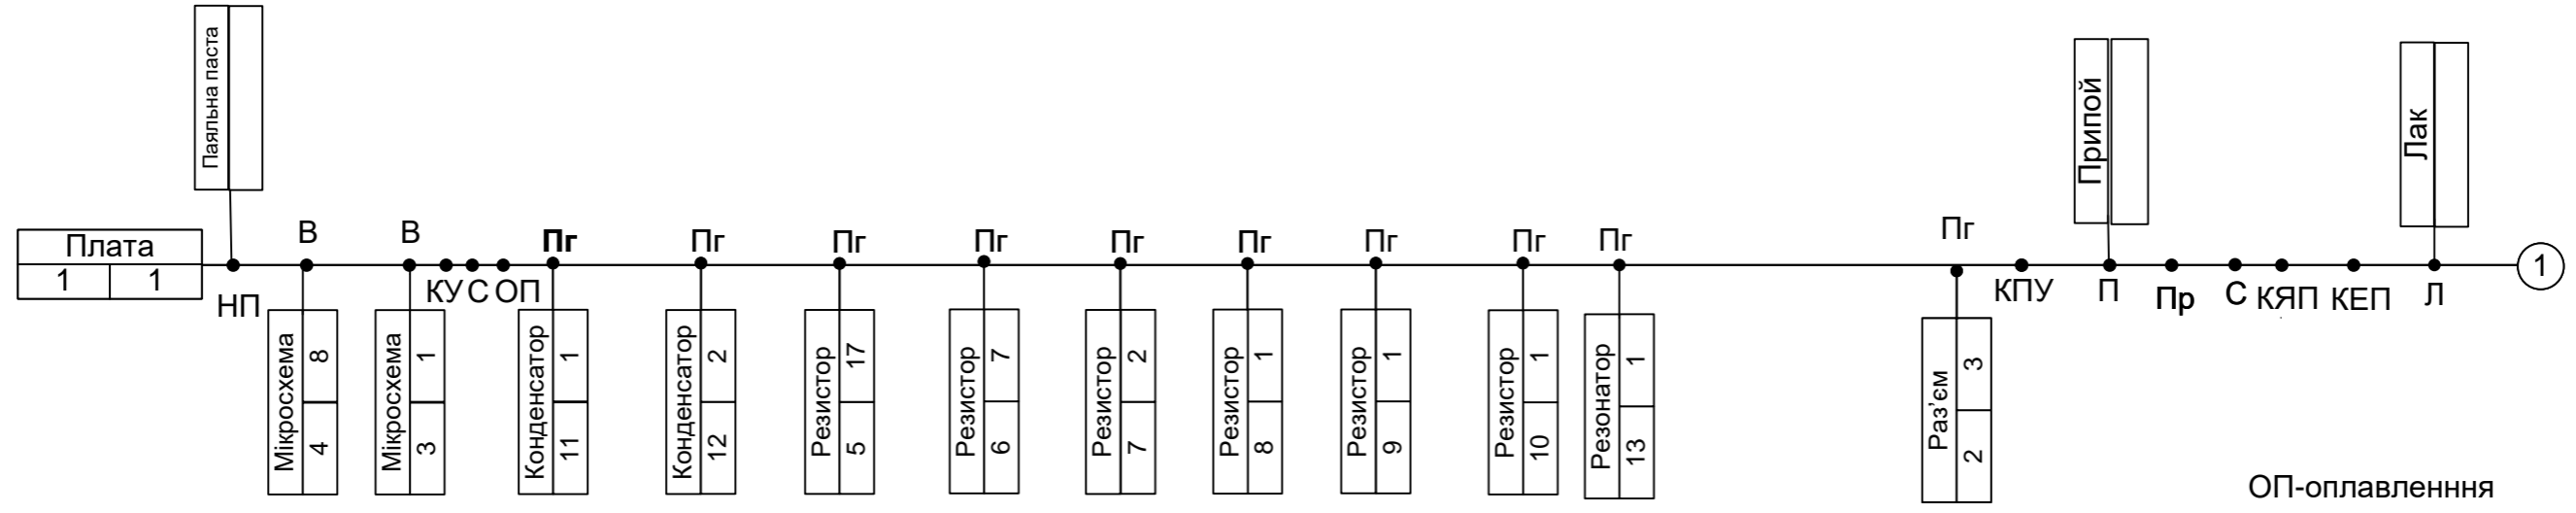 Паяльна паста
Плата
1 1
НП
В
Мікросхема 8
4
В
Мікросхема 1
3
КУ С ОП
Пг
Конденсатор 1
11
Пг
Конденсатор 2
12
Пг
Резистор 17
5
Пг
Резистор 7
6
Пг
Резистор 2
7
Пг
Резистор 1
8
Пг
Резистор 1
9
Пг
Резистор 1
10
Пг
Резонатор 1
13
Пг
Раз'єм 3
2
КПУ
Припой
П
Пр
С
КЯП
КЕП
Лак
Л
1
ОП-оплавленння